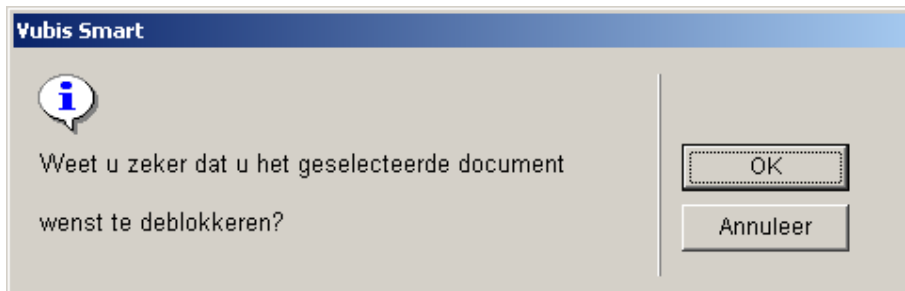 Vubis Smart
Weet u zeker dat u het geselecteerde document
wenst te deblokkeren?
OK
Annuleer